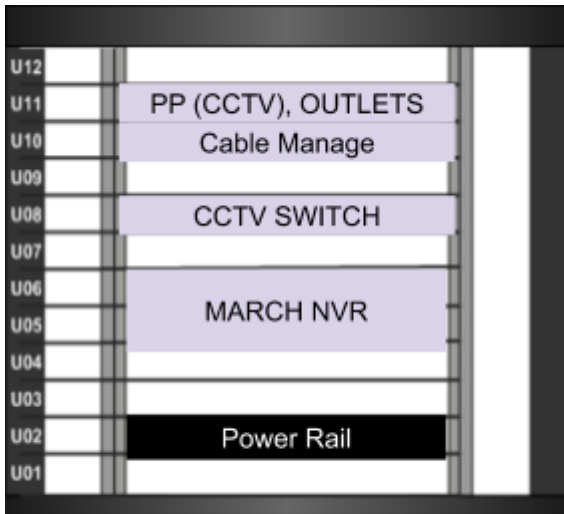 U12
U11 PP (CCTV), OUTLETS
U10 Cable Manage
U09
U08 CCTV SWITCH
U07
U06
MARCH NVR
U05
U04
U03
U02 Power Rail
U01